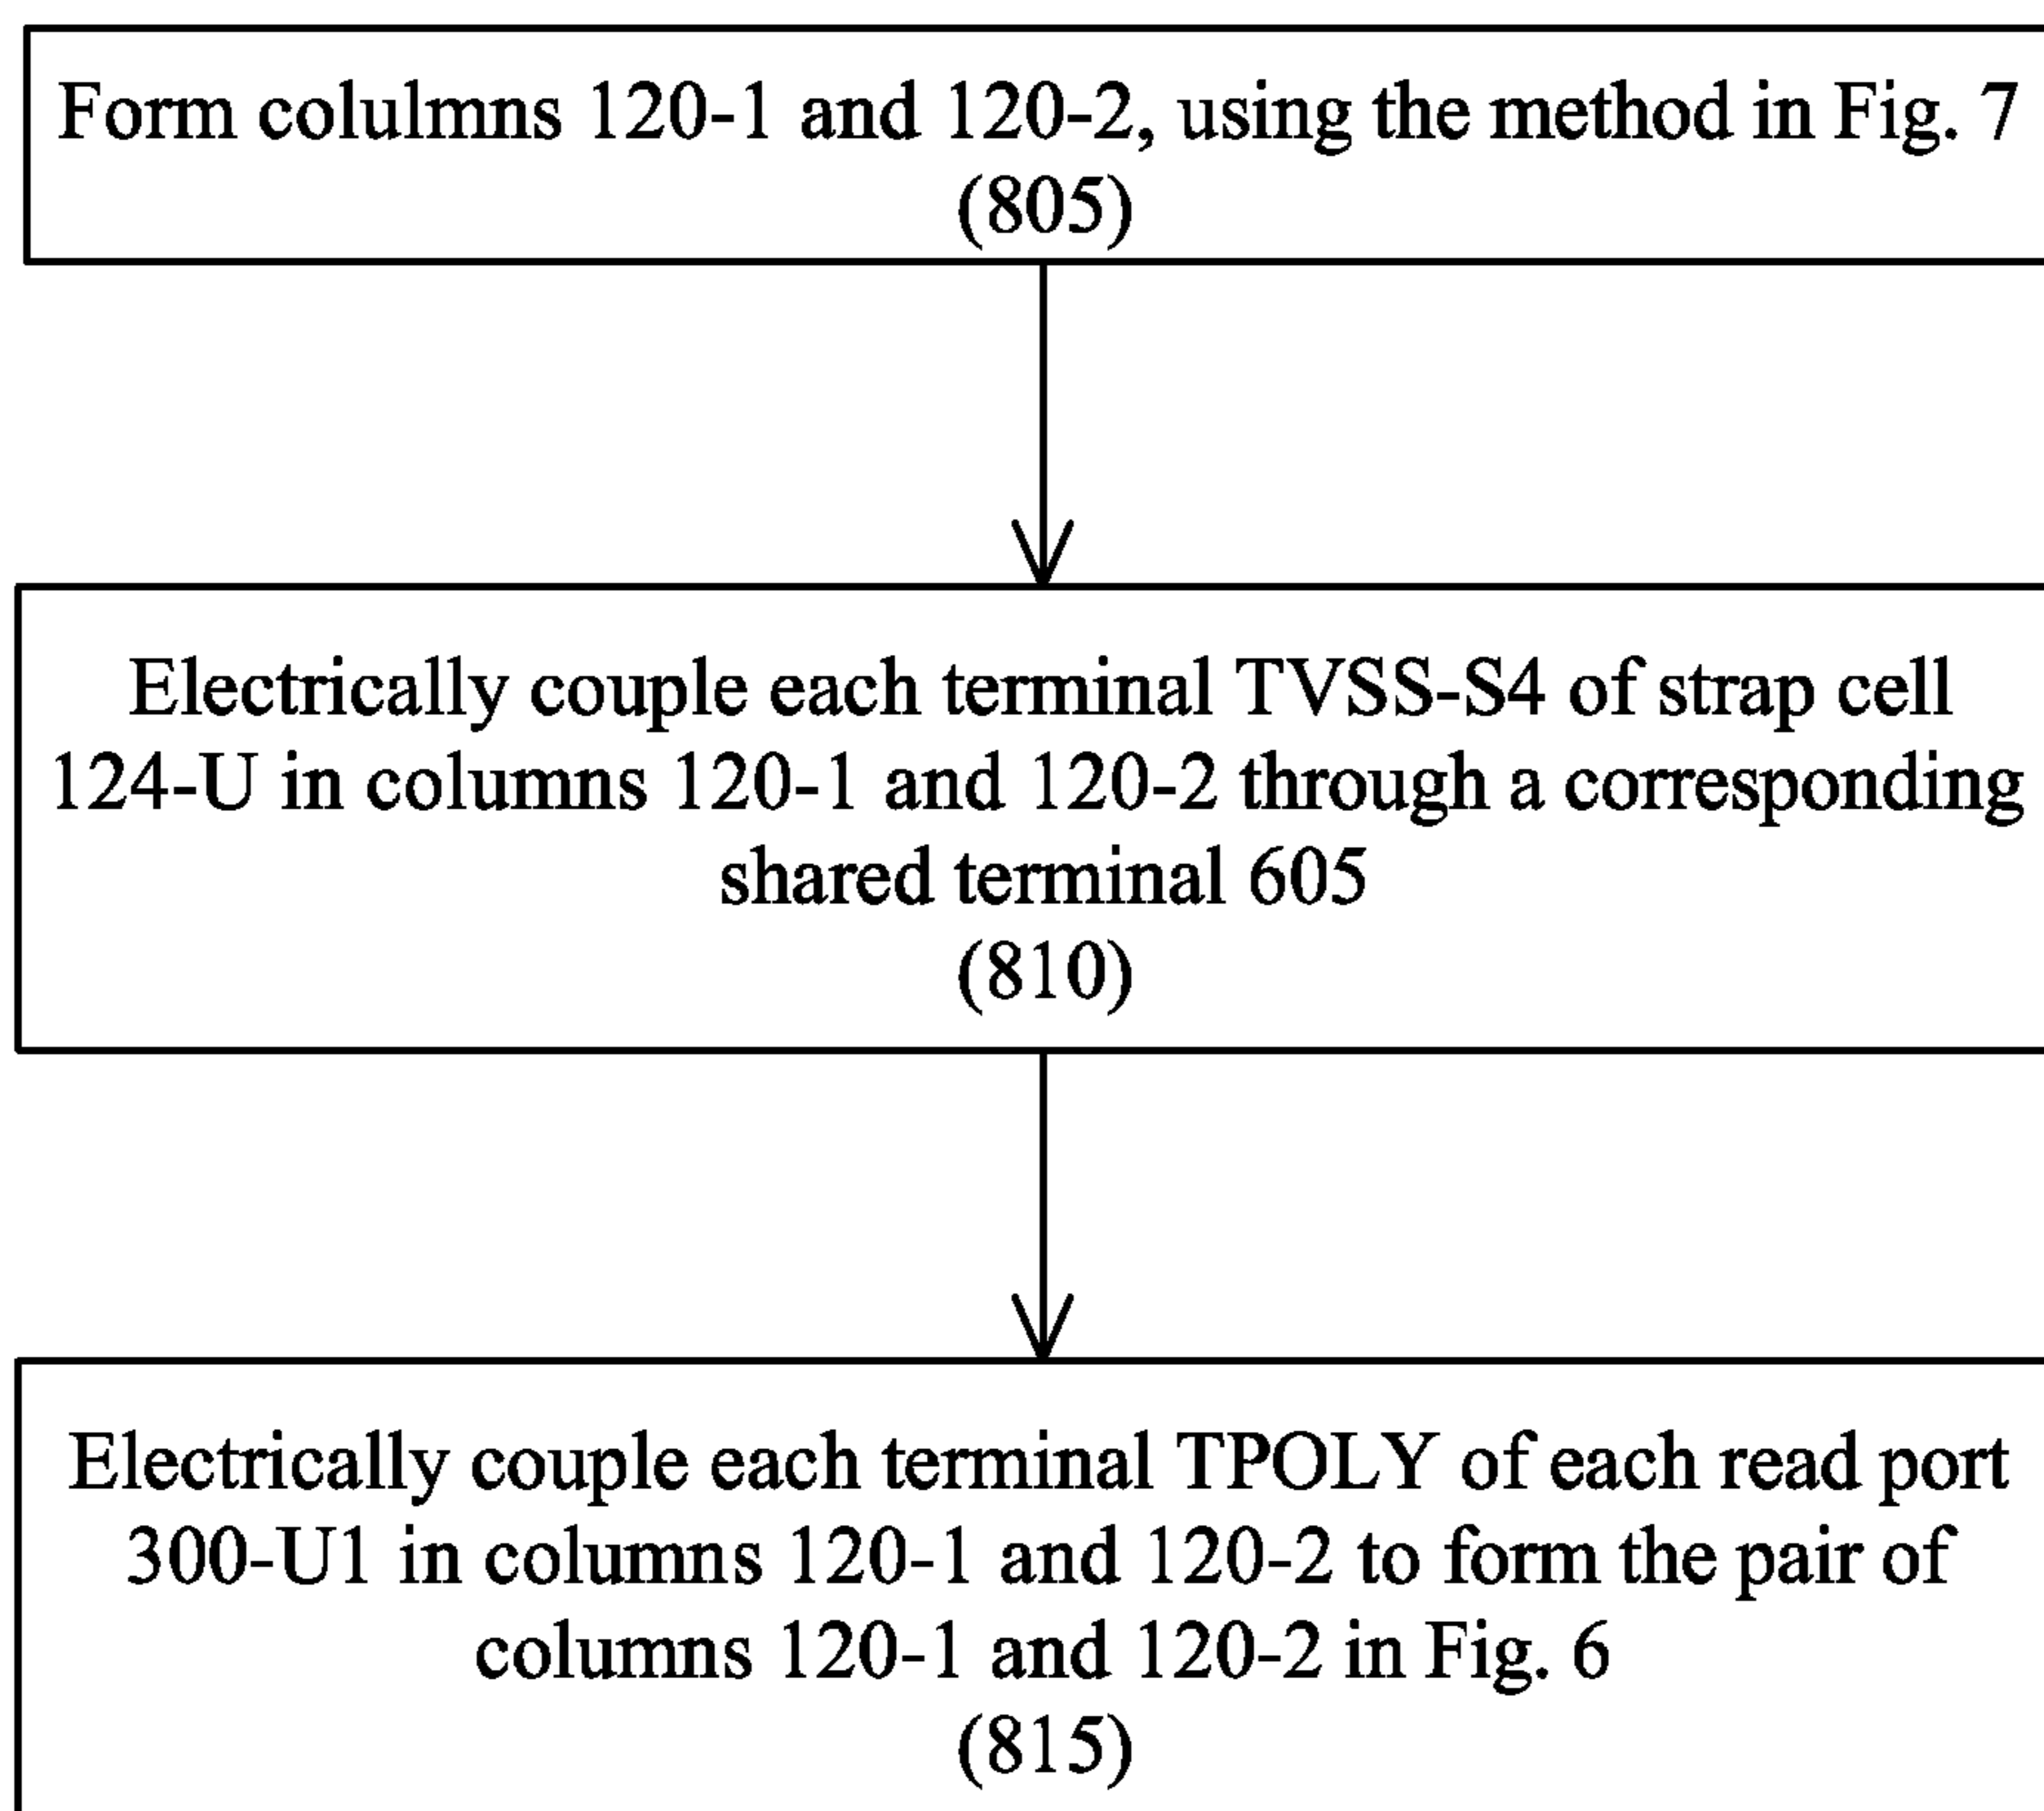 Form colulmns 120-1 and 120-2, using the method in Fig. 7
(805)
Electrically couple each terminal TVSS-S4 of strap cell
124-U in columns 120-1 and 120-2 through a corresponding
shared terminal 605
(810)
Electrically couple each terminal TPOLY of each read port
300-U1 in columns 120-1 and 120-2 to form the pair of
columns 120-1 and 120-2 in Fig. 6
(815)